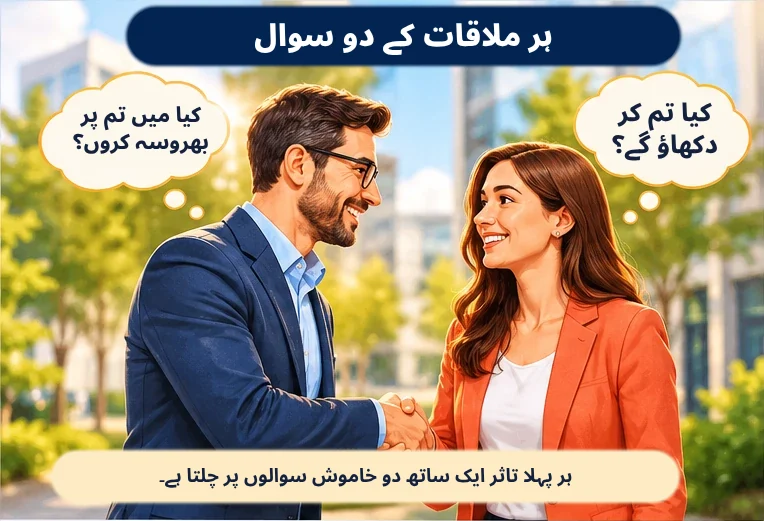 ہر ملاقات کے دو سوال
کیا تم کر
دکھاؤ گے؟
کیا میں تم پر
بھروسہ کروں؟
ہر پہلا تاثر ایک ساتھ دو خاموش سوالوں پر چلتا ہے۔